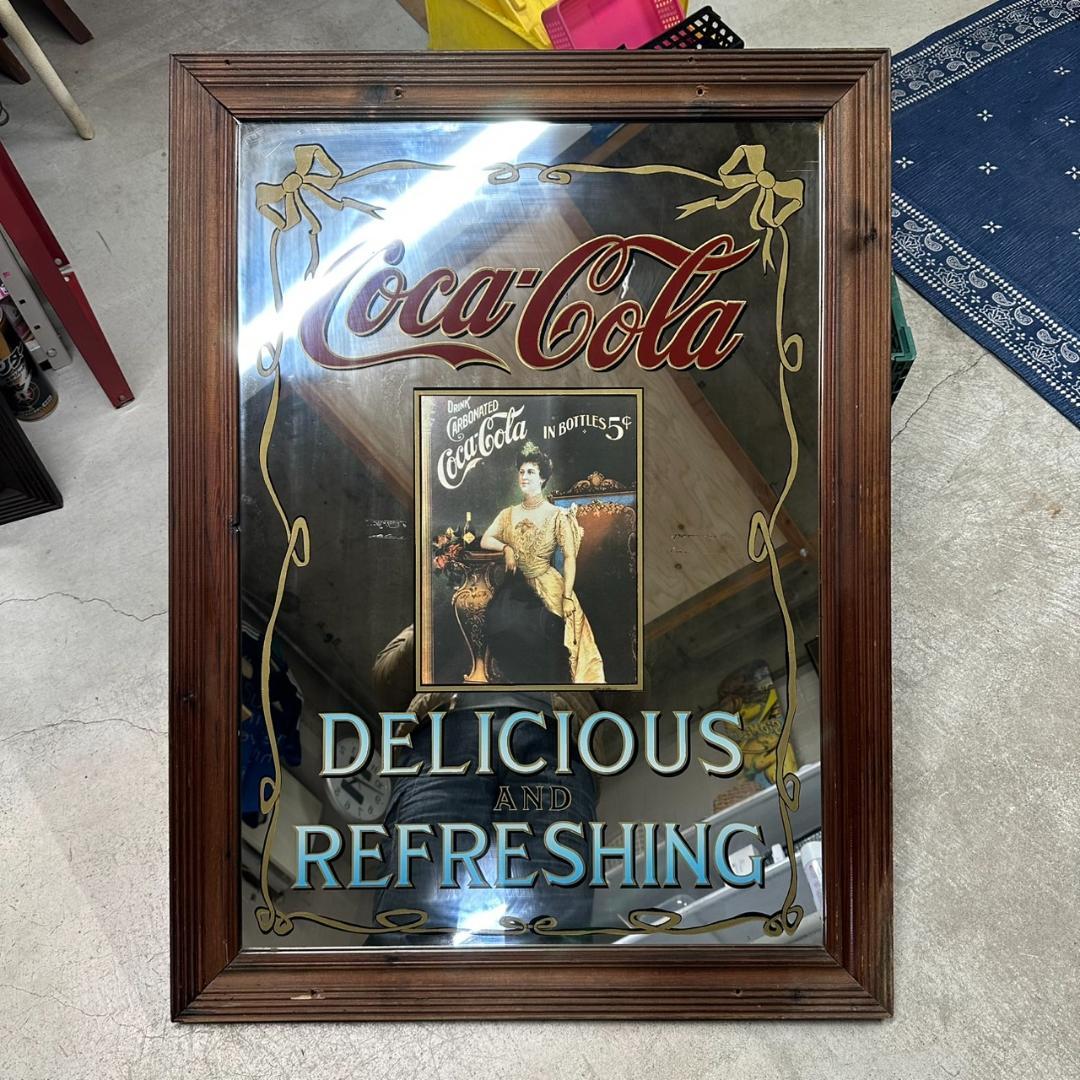 Coca-Cola
DRINK
CARBONATED
Coca-Cola
IN BOTTLES 5¢
DELICIOUS
AND
REFRESHING